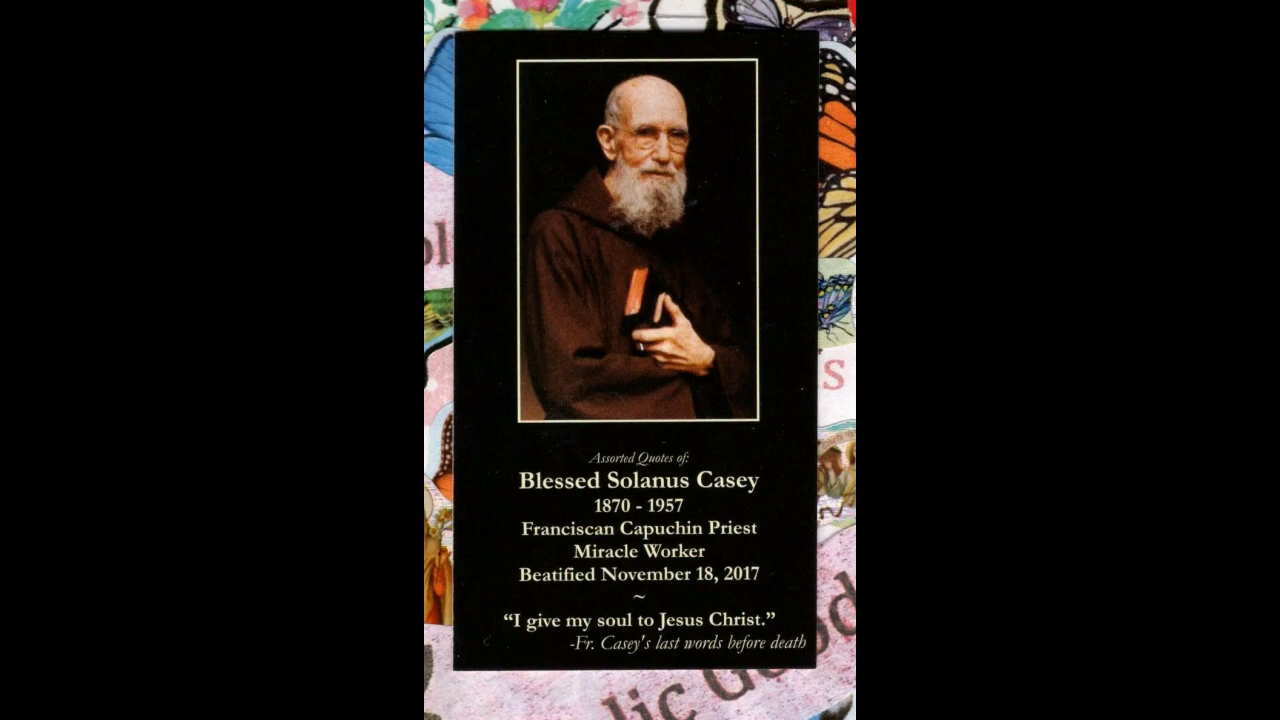 Assorted Quotes of:
Blessed Solanus Casey
1870 - 1957
Franciscan Capuchin Priest
Miracle Worker
Beatified November 18, 2017
~
“I give my soul to Jesus Christ.”
-Fr. Casey's last words before death